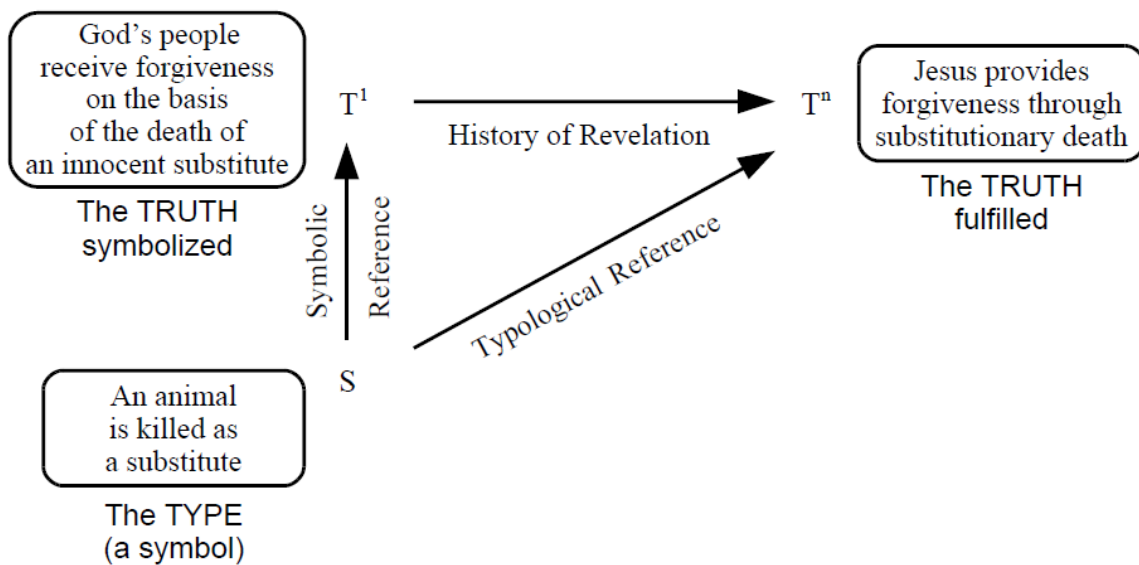 God’s people
receive forgiveness
on the basis
of the death of
an innocent substitute
The TRUTH
symbolized
T¹
History of Revelation
Tⁿ
Jesus provides
forgiveness through
substitutionary death
The TRUTH
fulfilled
Symbolic
Reference
Typological Reference
S
An animal
is killed as
a substitute
The TYPE
(a symbol)